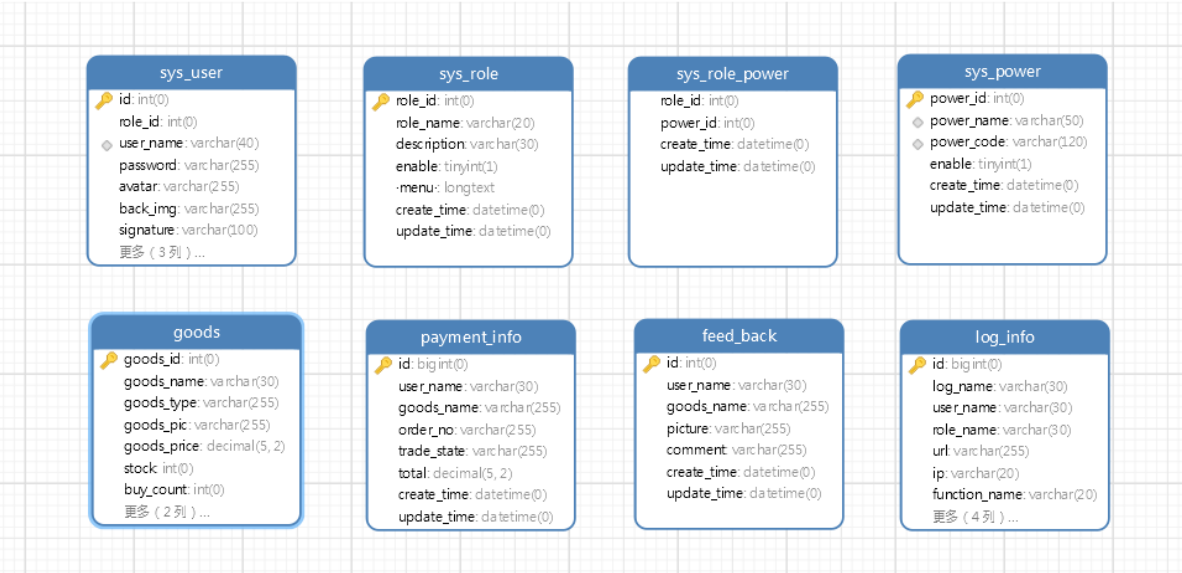 sys_user
id: int(0)
role_id: int(0)
user_name: varchar(40)
password: varchar(255)
avatar: varchar(255)
back_img: varchar(255)
signature: varchar(100)
更多（3列）...
sys_role
role_id: int(0)
role_name: varchar(20)
description: varchar(30)
enable: tinyint(1)
·menu·: longtext
create_time: datetime(0)
update_time: datetime(0)
sys_role_power
role_id: int(0)
power_id: int(0)
create_time: datetime(0)
update_time: datetime(0)
sys_power
power_id: int(0)
power_name: varchar(50)
power_code: varchar(120)
enable: tinyint(1)
create_time: datetime(0)
update_time: datetime(0)
goods
goods_id: int(0)
goods_name: varchar(30)
goods_type: varchar(255)
goods_pic: varchar(255)
goods_price: decimal(5, 2)
stock: int(0)
buy_count: int(0)
更多（2列）...
payment_info
id: bigint(0)
user_name: varchar(30)
goods_name: varchar(255)
order_no: varchar(255)
trade_state: varchar(255)
total: decimal(5, 2)
create_time: datetime(0)
update_time: datetime(0)
feed_back
id: int(0)
user_name: varchar(30)
goods_name: varchar(255)
picture: varchar(255)
comment: varchar(255)
create_time: datetime(0)
update_time: datetime(0)
log_info
id: bigint(0)
log_name: varchar(30)
user_name: varchar(30)
role_name: varchar(30)
url: varchar(255)
ip: varchar(20)
function_name: varchar(20)
更多（4列）...